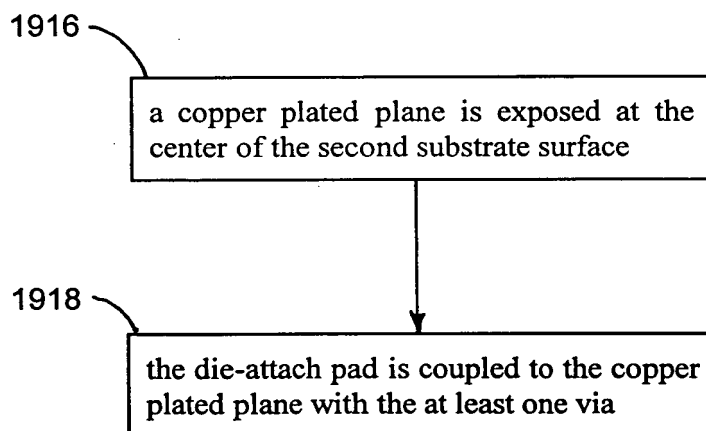 1916
a copper plated plane is exposed at the
center of the second substrate surface
1918
the die-attach pad is coupled to the copper
plated plane with the at least one via